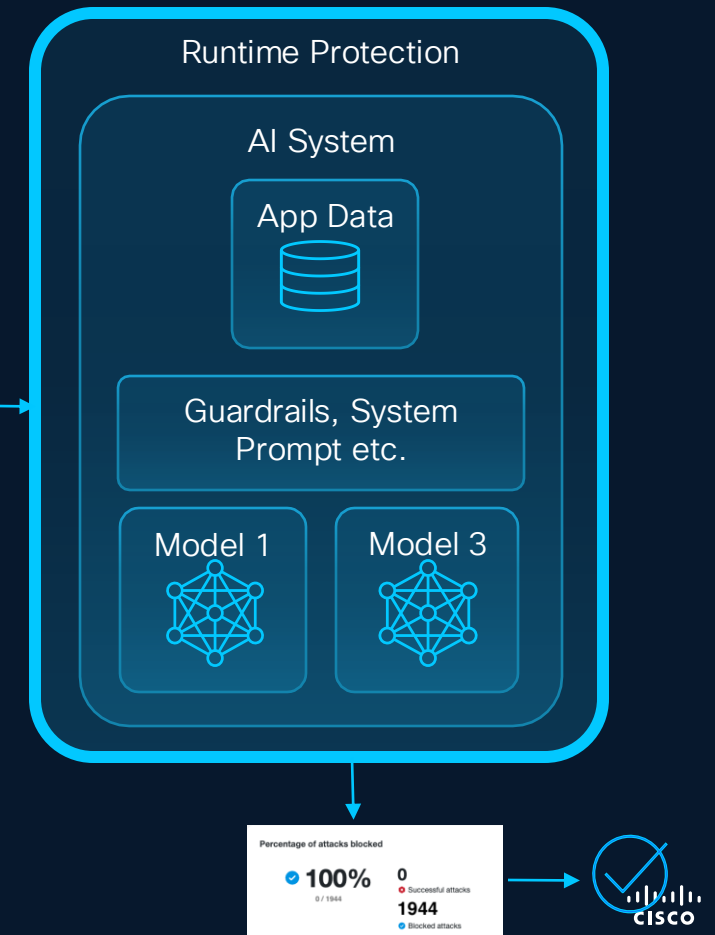 Runtime Protection
AI System
App Data
Guardrails, System
Prompt etc.
Model 1
Model 3
Percentage of attacks blocked
100%
0 / 1944
0
Successful attacks
1944
Blocked attacks
CISCO